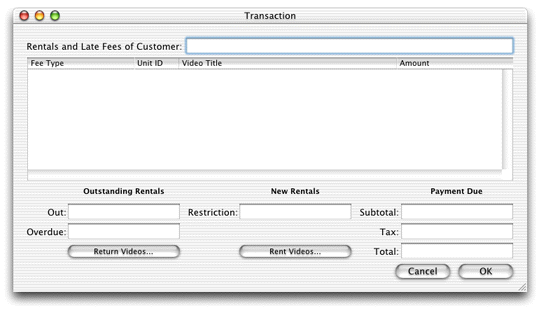 Transaction
Rentals and Late Fees of Customer:
Fee Type Unit ID Video Title Amount
Outstanding Rentals New Rentals Payment Due
Out: Restriction: Subtotal:
Overdue: Tax:
Return Videos... Rent Videos... Total:
Cancel OK